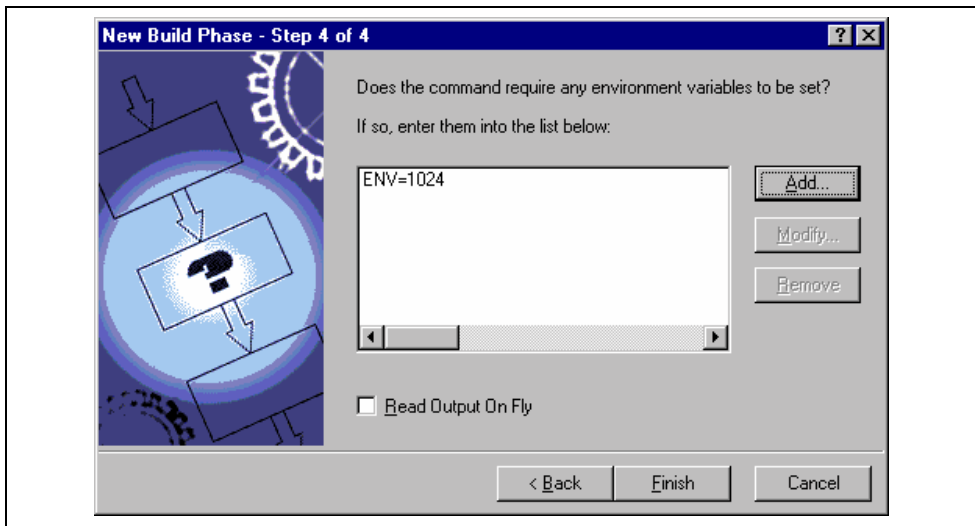 New Build Phase - Step 4 of 4
Does the command require any environment variables to be set?
If so, enter them into the list below:
ENV=1024
Add...
Modify...
Remove
Read Output On Fly
< Back
Finish
Cancel